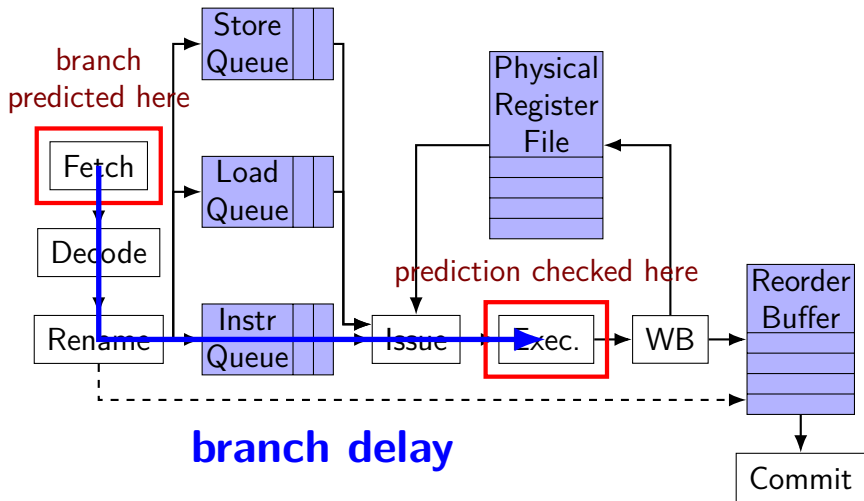 Store
Queue
branch
predicted here
Physical
Register
File
Fetch
Load
Queue
Decode
prediction checked here
Reorder
Buffer
Rename
Instr
Queue
Issue
Exec.
WB
branch delay
Commit